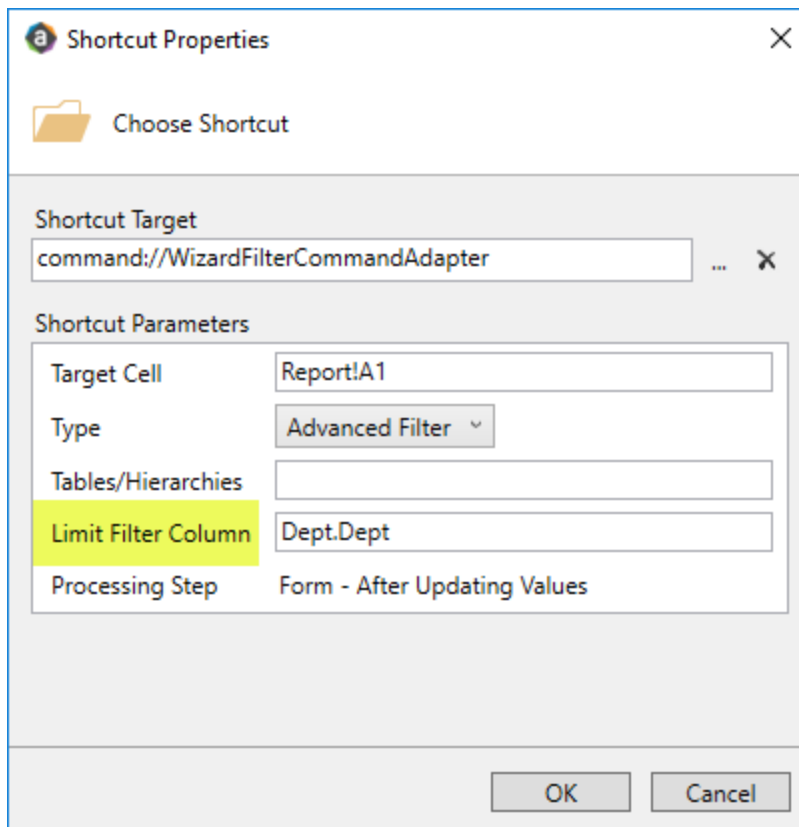 Shortcut Properties
Choose Shortcut
Shortcut Target
command://WizardFilterCommandAdapter ...
Shortcut Parameters
Target Cell Report!A1
Type Advanced Filter
Tables/Hierarchies
Limit Filter Column Dept.Dept
Processing Step Form - After Updating Values
OK Cancel